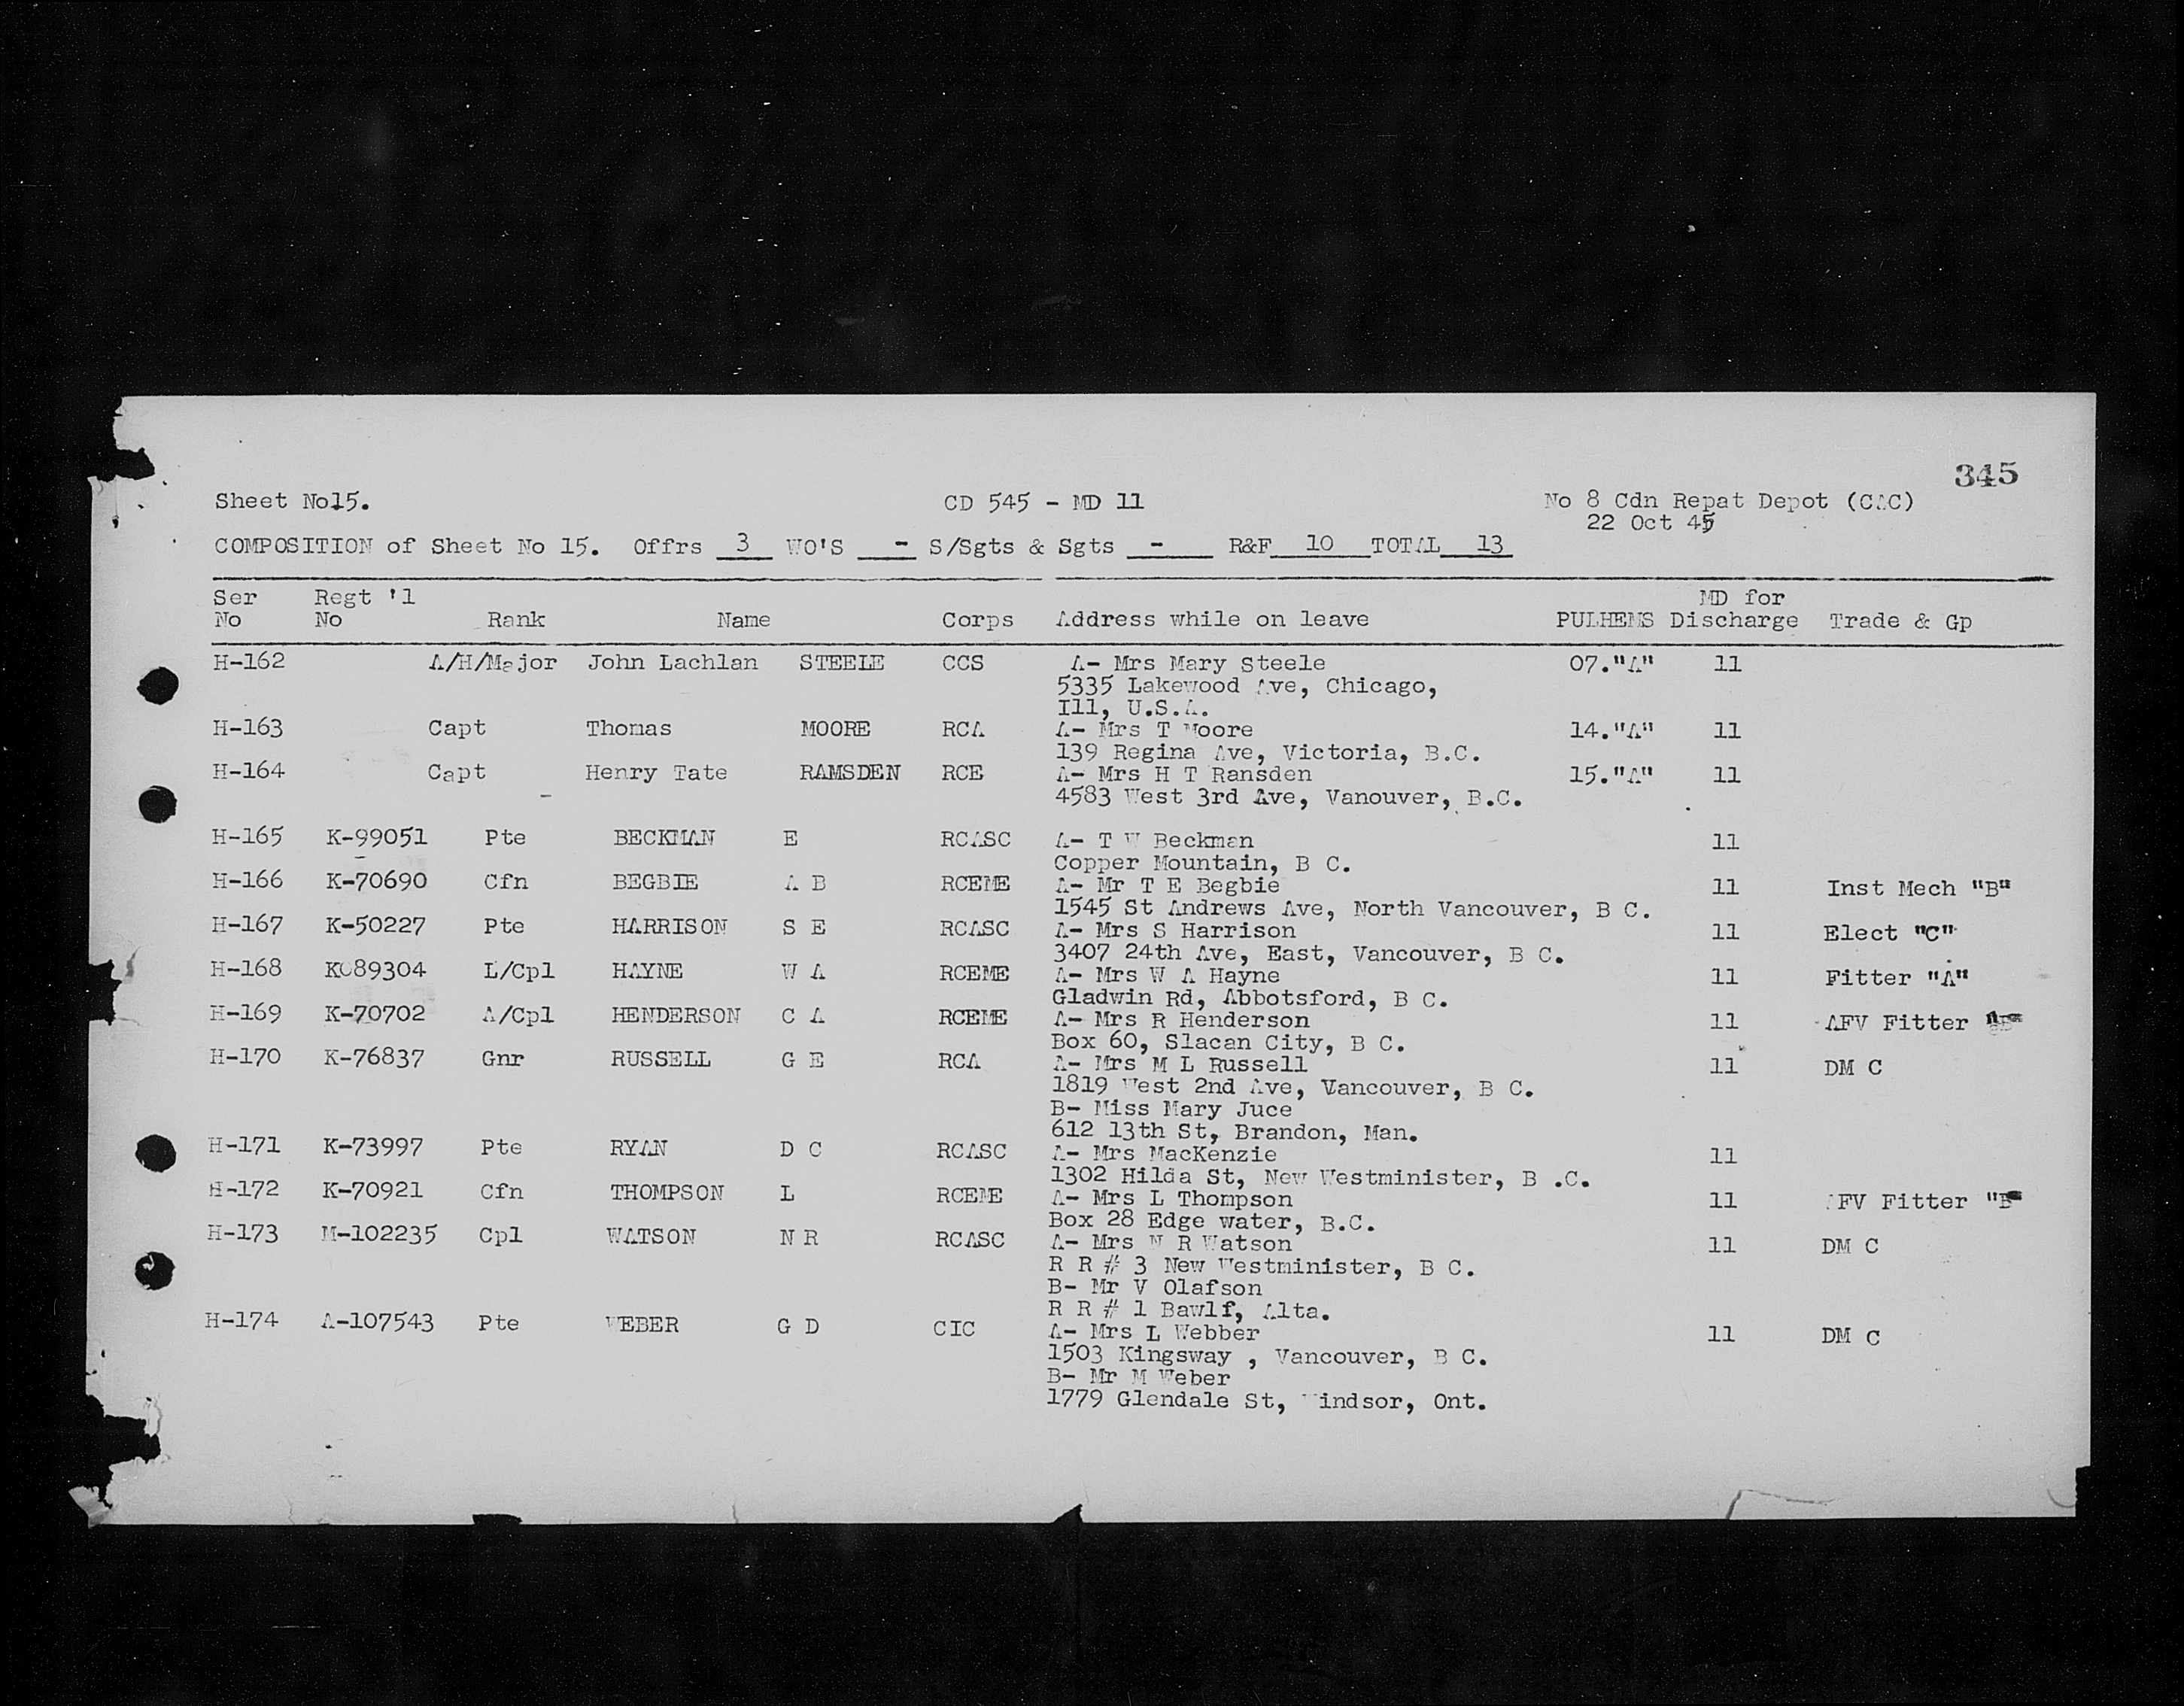 345
Sheet No15. CD 545 - MD 11 No 8 Cdn Repat Depot (CAC)
22 Oct 45
COMPOSITION of Sheet No 15. Offrs 3 WO'S - S/Sgts & Sgts - R&F 10 TOTAL 13
Ser Regt'l MD for
No No Rank Name Corps Address while on leave PULHEMS Discharge Trade & Gp
H-162 A/H/Major John Lachlan STEELE CCS A- Mrs Mary Steele 07."A" 11
5335 Lakewood Ave, Chicago,
Ill, U.S.A.
H-163 Capt Thomas MOORE RCA A- Mrs T Moore 14."A" 11
139 Regina Ave, Victoria, B.C.
H-164 Capt Henry Tate RAMSDEN RCE A- Mrs H T Ransden 15."A" 11
4583 West 3rd Ave, Vanouver, B.C.
H-165 K-99051 Pte BECKMAN E RCASC A- T W Beckman 11
Copper Mountain, B C.
H-166 K-70690 Cfn BEGBIE A B RCEME A- Mr T E Begbie 11 Inst Mech "B"
1545 St Andrews Ave, North Vancouver, B C.
H-167 K-50227 Pte HARRISON S E RCASC A- Mrs S Harrison 11 Elect "C"
3407 24th Ave, East, Vancouver, B C.
H-168 K089304 L/Cpl HAYNE W A RCEME A- Mrs W A Hayne 11 Fitter "A"
Gladwin Rd, Abbotsford, B C.
H-169 K-70702 A/Cpl HENDERSON C A RCEME A- Mrs R Henderson 11 AFV Fitter
Box 60, Slacan City, B C.
H-170 K-76837 Gnr RUSSELL G E RCA A- Mrs M L Russell 11 DM C
1819 West 2nd Ave, Vancouver, B C.
B- Miss Mary Juce
612 13th St, Brandon, Man.
H-171 K-73997 Pte RYAN D C RCASC A- Mrs MacKenzie 11
1302 Hilda St, New Westminister, B .C.
H-172 K-70921 Cfn THOMPSON L RCEME A- Mrs L Thompson 11 AFV Fitter "B"
Box 28 Edge water, B.C.
H-173 M-102235 Cpl WATSON N R RCASC A- Mrs N R Watson 11 DM C
R R # 3 New Westminister, B C.
B- Mr V Olafson
R R # 1 Bawlf, Alta.
H-174 A-107543 Pte WEBER G D CIC A- Mrs L Webber 11 DM C
1503 Kingsway , Vancouver, B C.
B- Mr M Weber
1779 Glendale St, Windsor, Ont.